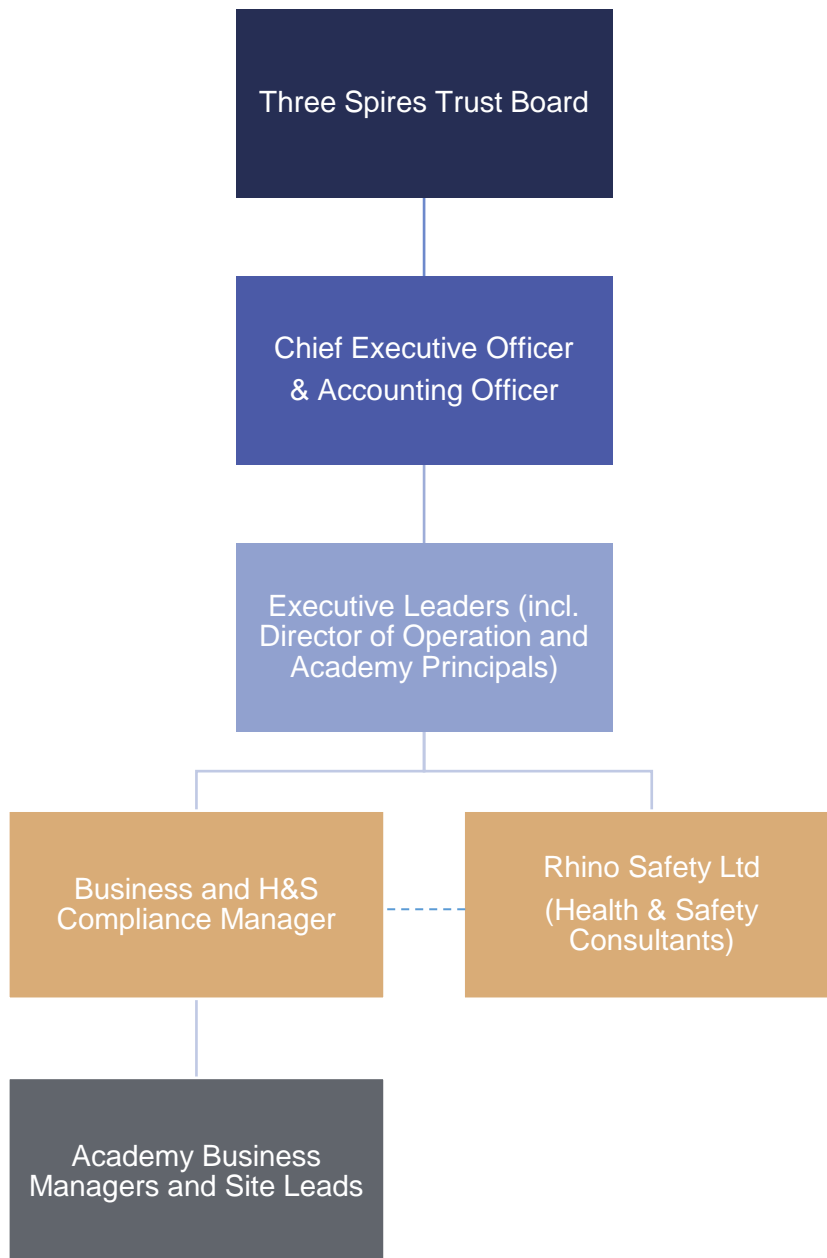 Three Spires Trust Board
Chief Executive Officer
& Accounting Officer
Executive Leaders (incl.
Director of Operation and
Academy Principals)
Business and H&S
Compliance Manager
Rhino Safety Ltd
(Health & Safety
Consultants)
Academy Business
Managers and Site Leads